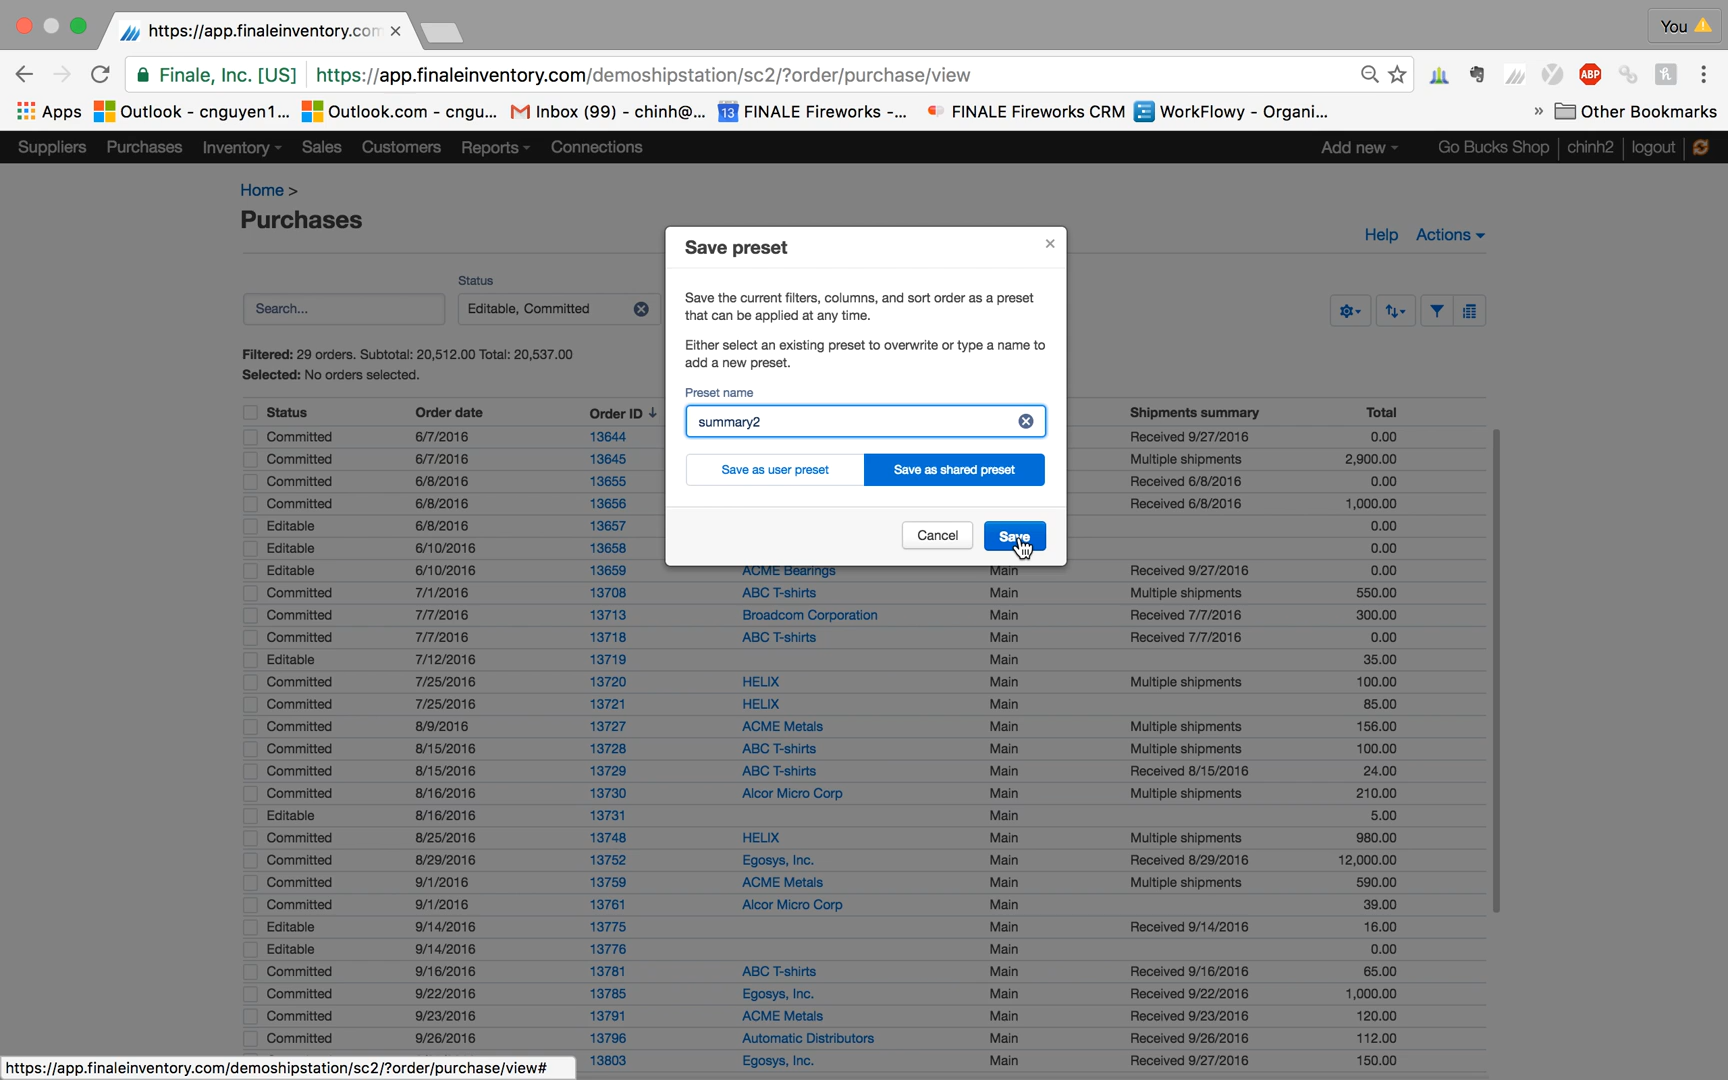 https://app.finaleinventory.com
You
Finale, Inc. [US] https://app.finaleinventory.com/demoshipstation/sc2/?order/purchase/view
ABP
Apps Outlook - cnguyen1... Outlook.com - cngu... Inbox (99) - chinh@... 13 FINALE Fireworks -... FINALE Fireworks CRM WorkFlowy - Organi... » Other Bookmarks
Suppliers Purchases Inventory Sales Customers Reports Connections Add new Go Bucks Shop chinh2 logout
Home >
Purchases
Help Actions
Status
Search... Editable, Committed
Filtered: 29 orders. Subtotal: 20,512.00 Total: 20,537.00
Selected: No orders selected.
Save preset
×
Save the current filters, columns, and sort order as a preset
that can be applied at any time.
Either select an existing preset to overwrite or type a name to
add a new preset.
Preset name
summary2
Save as user preset Save as shared preset
Cancel Save
Status Order date Order ID ↓ Shipments summary Total
Committed 6/7/2016 13644 Received 9/27/2016 0.00
Committed 6/7/2016 13645 Multiple shipments 2,900.00
Committed 6/8/2016 13655 Received 6/8/2016 0.00
Committed 6/8/2016 13656 Received 6/8/2016 1,000.00
Editable 6/8/2016 13657 0.00
Editable 6/10/2016 13658 0.00
Editable 6/10/2016 13659 ACME Bearings Main Received 9/27/2016 0.00
Committed 7/1/2016 13708 ABC T-shirts Main Multiple shipments 550.00
Committed 7/7/2016 13713 Broadcom Corporation Main Received 7/7/2016 300.00
Committed 7/7/2016 13718 ABC T-shirts Main Received 7/7/2016 0.00
Editable 7/12/2016 13719 Main 35.00
Committed 7/25/2016 13720 HELIX Main Multiple shipments 100.00
Committed 7/25/2016 13721 HELIX Main 85.00
Committed 8/9/2016 13727 ACME Metals Main Multiple shipments 156.00
Committed 8/15/2016 13728 ABC T-shirts Main Multiple shipments 100.00
Committed 8/15/2016 13729 ABC T-shirts Main Received 8/15/2016 24.00
Committed 8/16/2016 13730 Alcor Micro Corp Main Multiple shipments 210.00
Editable 8/16/2016 13731 Main 5.00
Committed 8/25/2016 13748 HELIX Main Multiple shipments 980.00
Committed 8/29/2016 13752 Egosys, Inc. Main Received 8/29/2016 12,000.00
Committed 9/1/2016 13759 ACME Metals Main Multiple shipments 590.00
Committed 9/1/2016 13761 Alcor Micro Corp Main 39.00
Editable 9/14/2016 13775 Main Received 9/14/2016 16.00
Editable 9/14/2016 13776 Main 0.00
Committed 9/16/2016 13781 ABC T-shirts Main Received 9/16/2016 65.00
Committed 9/22/2016 13785 Egosys, Inc. Main Received 9/22/2016 1,000.00
Committed 9/23/2016 13791 ACME Metals Main Received 9/23/2016 120.00
Committed 9/26/2016 13796 Automatic Distributors Main Received 9/26/2016 112.00
13803 Egosys, Inc. Main Received 9/27/2016 150.00
https://app.finaleinventory.com/demoshipstation/sc2/?order/purchase/view#